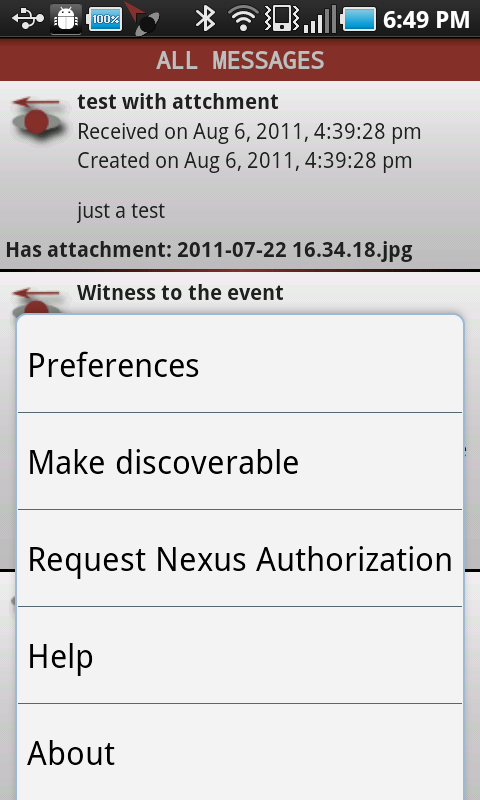 100%
6:49 PM
ALL MESSAGES
test with attchment
Received on Aug 6, 2011, 4:39:28 pm
Created on Aug 6, 2011, 4:39:28 pm
just a test
Has attachment: 2011-07-22 16.34.18.jpg
Witness to the event
Preferences
Make discoverable
Request Nexus Authorization
Help
About